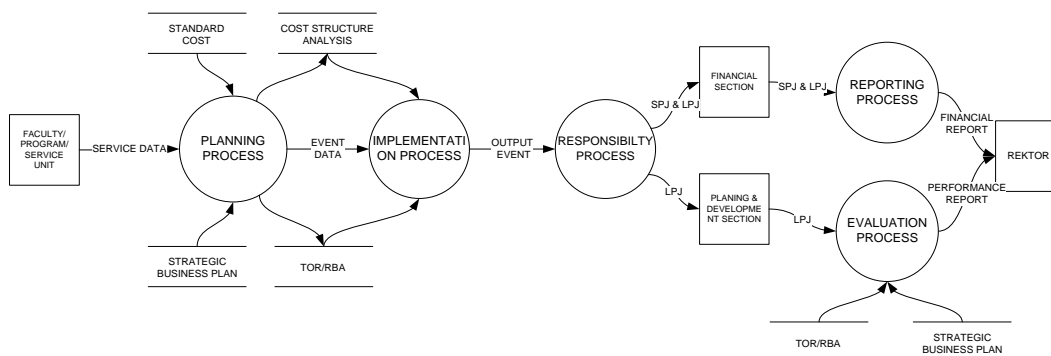 STANDARD
COST
COST STRUCTURE
ANALYSIS
FACULTY/
PROGRAM/
SERVICE
UNIT
SERVICE DATA
PLANNING
PROCESS
EVENT
DATA
IMPLEMENTATI
ON PROCESS
OUTPUT
EVENT
RESPONSIBILTY
PROCESS
STRATEGIC
BUSINESS PLAN
TOR/RBA
SPJ & LPJ
FINANCIAL
SECTION
SPJ & LPJ
REPORTING
PROCESS
FINANCIAL
REPORT
REKTOR
LPJ
PLANING &
DEVELOPME
NT SECTION
LPJ
EVALUATION
PROCESS
PERFORMANCE
REPORT
TOR/RBA
STRATEGIC
BUSINESS PLAN